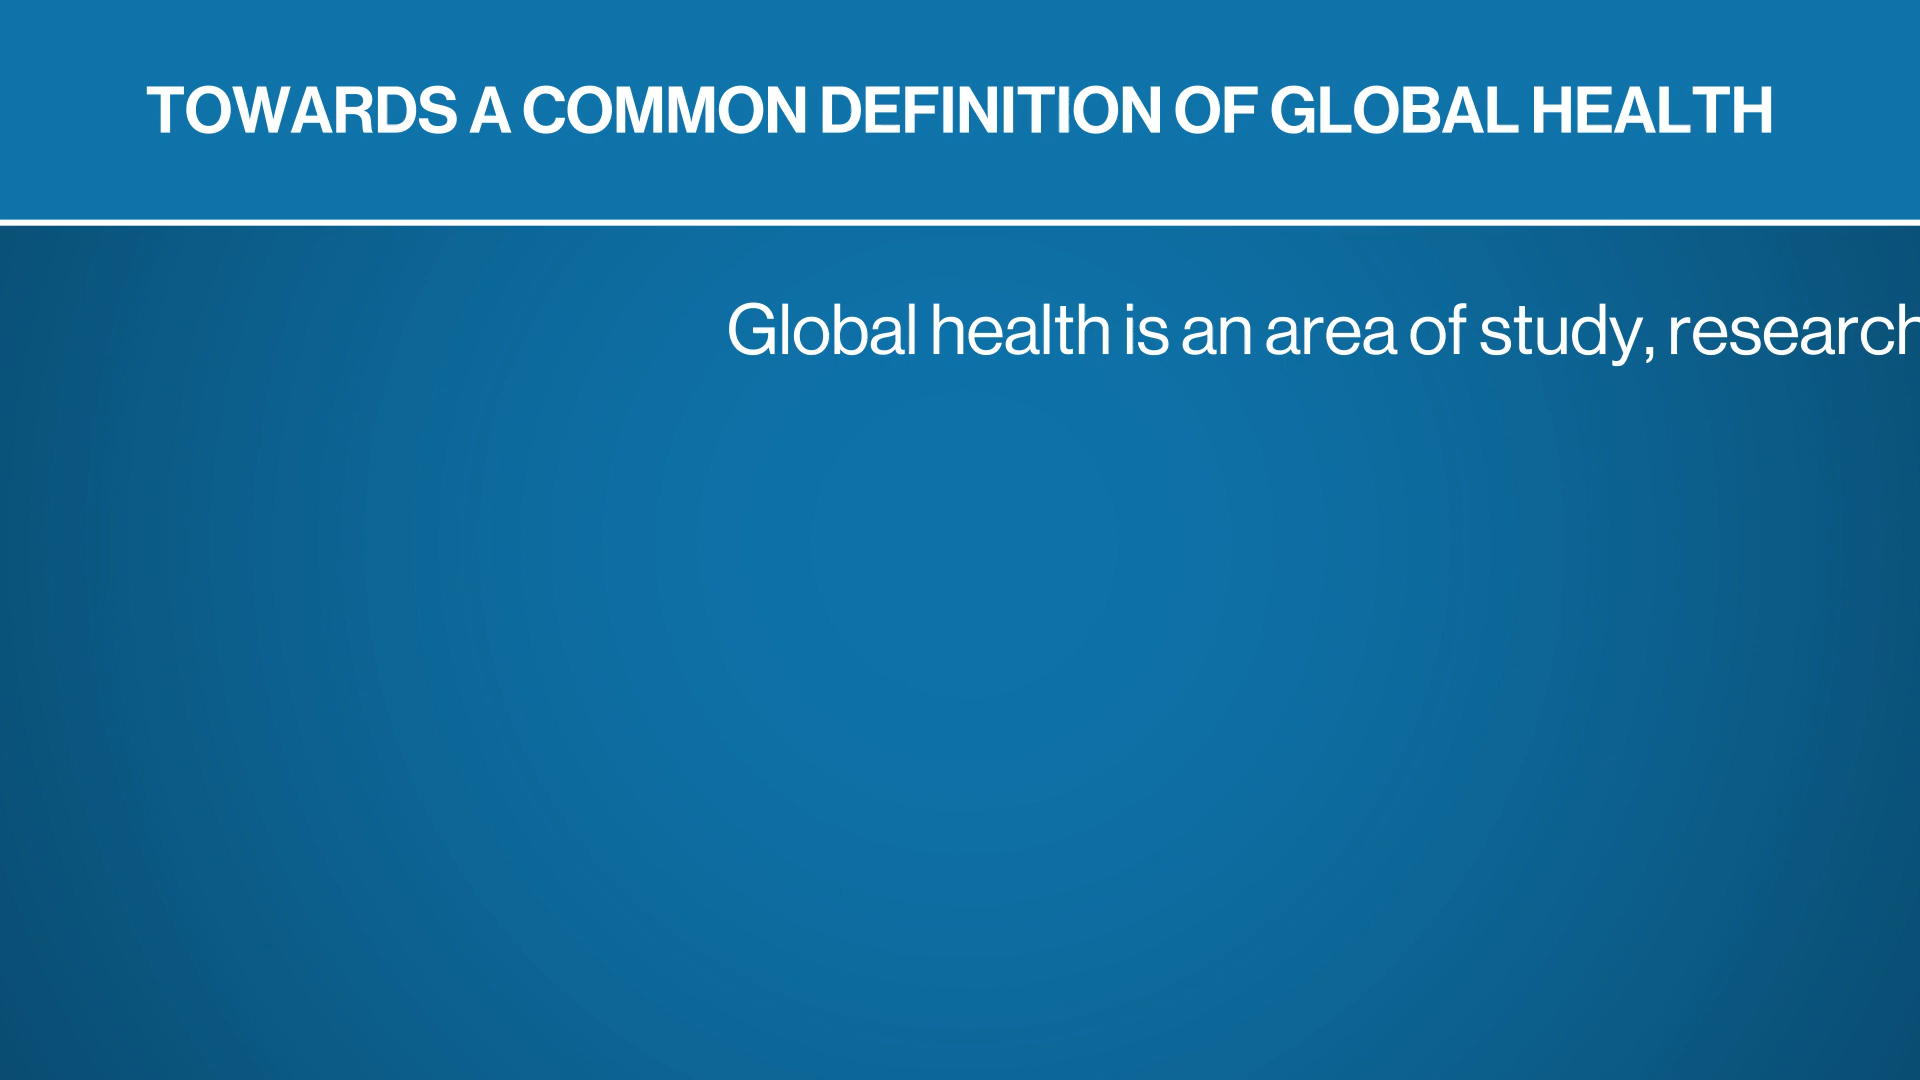 TOWARDS A COMMON DEFINITION OF GLOBAL HEALTH
Global health is an area of study, research